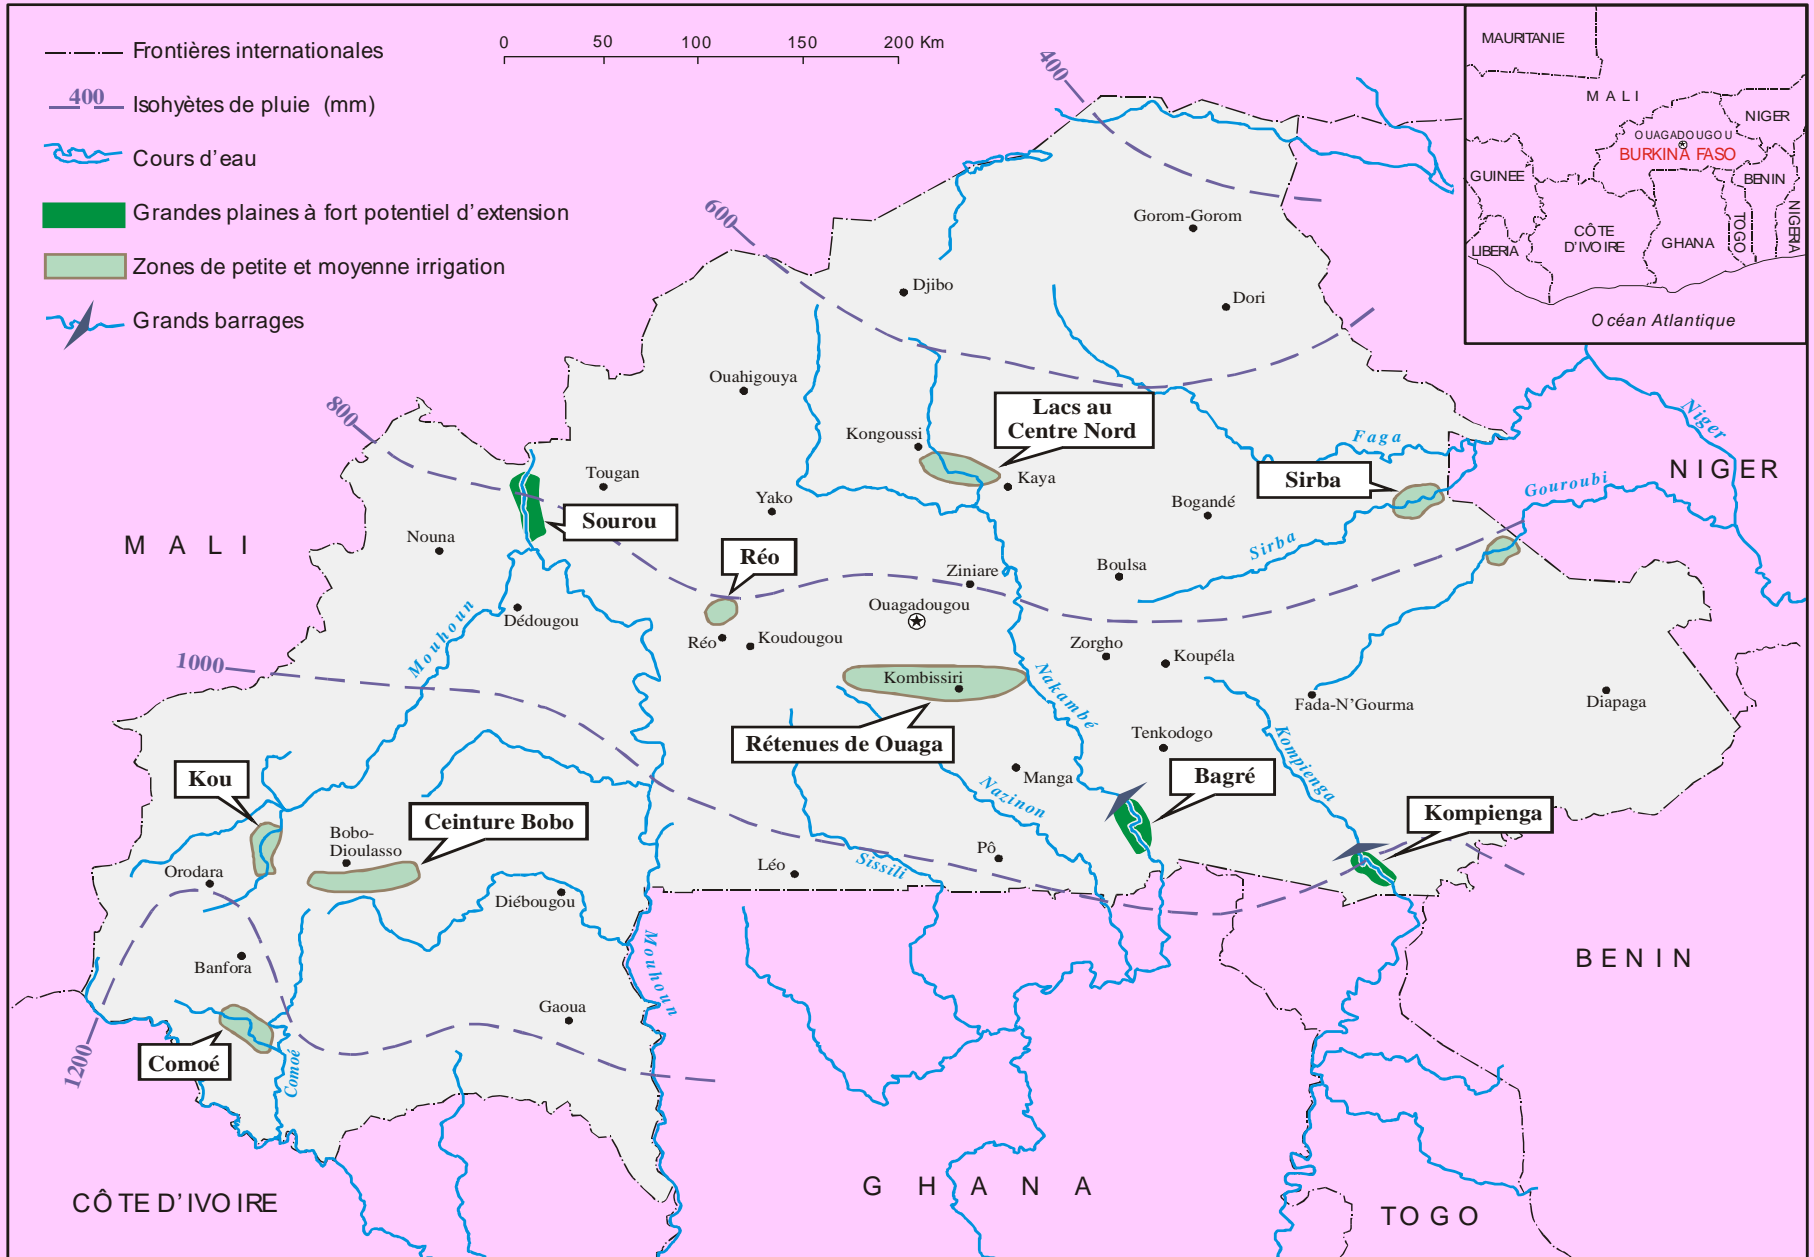 Frontières internationales
400
Isohyètes de pluie (mm)
Cours d'eau
Grandes plaines à fort potentiel d'extension
Zones de petite et moyenne irrigation
Grands barrages
0 50 100 150 200 Km
MAURITANIE
MALI
NIGER
OUAGADOUGOU
BURKINA FASO
GUINEE
BENIN
CÔTE
D'IVOIRE
GHANA
TOGO
NIGERIA
LIBERIA
Océan Atlantique
400
600
800
1000
1200
Gorom-Gorom
Djibo
Dori
Ouahigouya
Lacs au
Centre Nord
Kongoussi
Kaya
Faga
Niger
NIGER
Sirba
Gouroubi
Tougan
Yako
Bogandé
Sourou
MALI
Nouna
Réo
Sirba
Boulsa
Ziniare
Ouagadougou
Dédougou
Mouhoun
Réo
Koudougou
Zorgho
Koupéla
Nakambé
Kombissiri
Fada-N'Gourma
Diapaga
Rétenues de Ouaga
Tenkodogo
Kompienga
Manga
Bagré
Nazinon
Kou
Ceinture Bobo
Kompienga
Bobo-
Dioulasso
Orodara
Léo
Sissili
Pô
Diébougou
Banfora
Mouhoun
BENIN
Gaoua
Comoé
Comoé
CÔTE D'IVOIRE
GHANA
TOGO